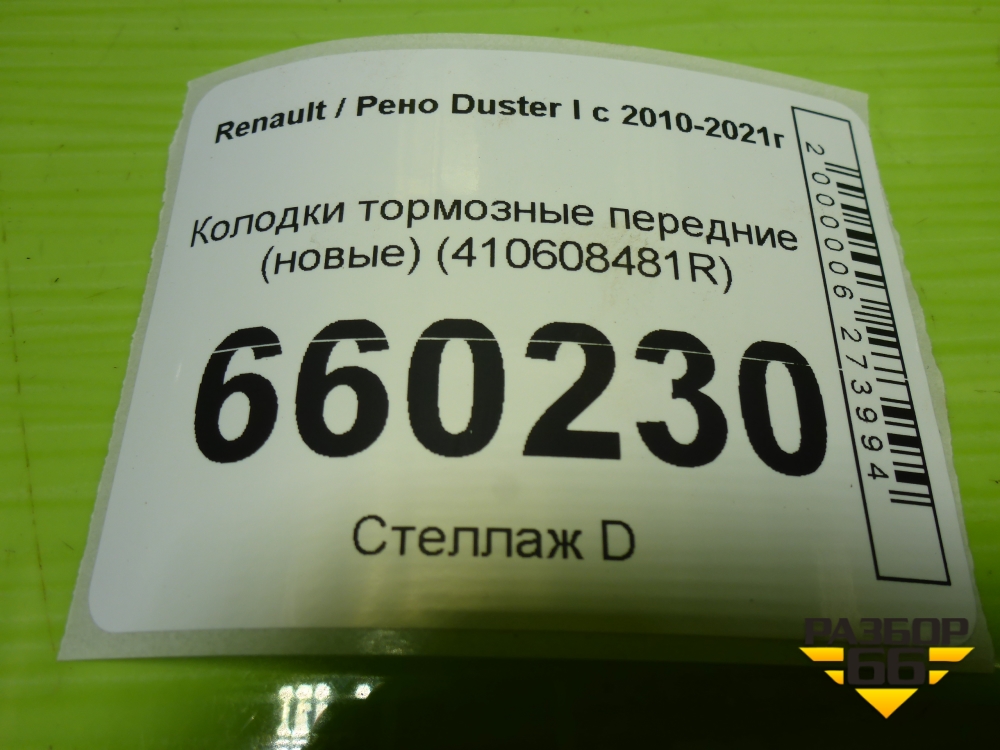 Renault / Рено Duster I с 2010-2021г
Колодки тормозные передние
(новые) (410608481R)
660230
Стеллаж D
2000006273994
РАЗБОР
66